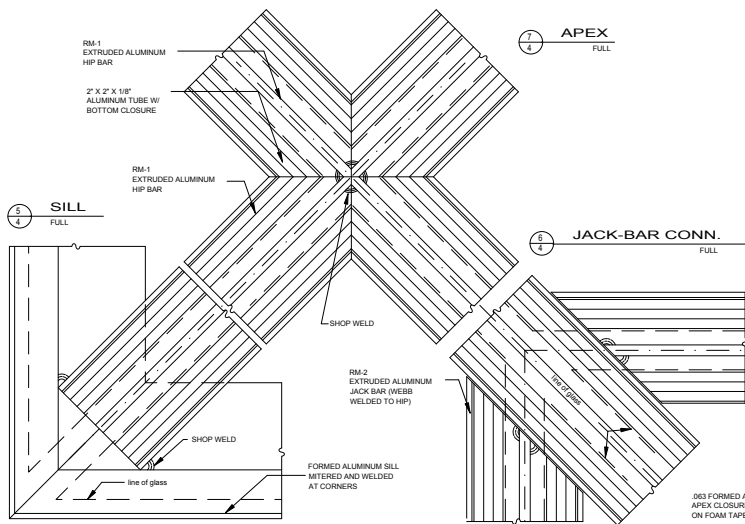 RM-1
EXTRUDED ALUMINUM
HIP BAR
2" X 2" X 1/8"
ALUMINUM TUBE W/
BOTTOM CLOSURE
7
4
APEX
FULL
RM-1
EXTRUDED ALUMINUM
HIP BAR
5
4
SILL
FULL
6
4
JACK-BAR CONN.
FULL
SHOP WELD
RM-2
EXTRUDED ALUMINUM
JACK BAR (WEBB
WELDED TO HIP)
line of glass
SHOP WELD
line of glass
FORMED ALUMINUM SILL
MITERED AND WELDED
AT CORNERS
.063 FORMED A
APEX CLOSUR
ON FOAM TAPE